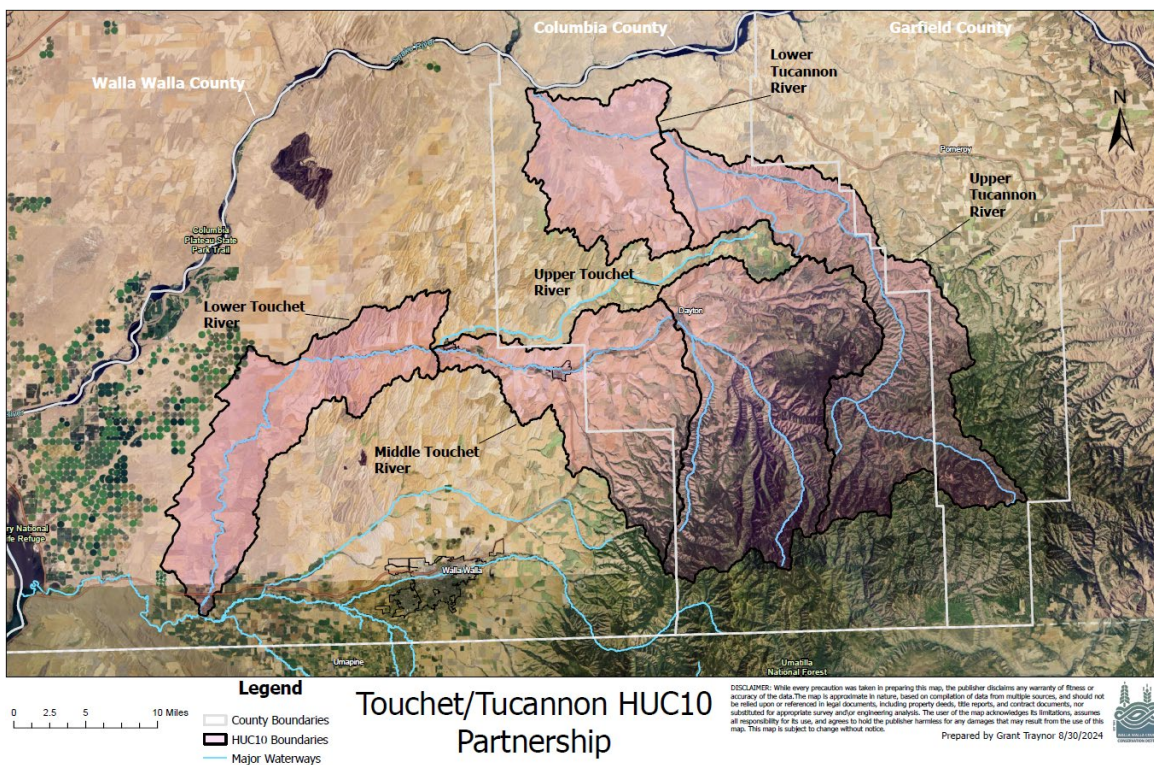 Columbia County
Garfield County
Walla Walla County
Snake River
Lower
Tucannon
River
N
Pomeroy
Upper
Tucannon
River
Columbia
Plateau State
Park Trail
Upper Touchet
River
Lower Touchet
River
Dayton
Middle Touchet
River
ry National
ife Refuge
Walla Walla
Umapine
Umatilla
National Forest
Legend
County Boundaries
HUC10 Boundaries
Major Waterways
0 2.5 5 10 Miles
Touchet/Tucannon HUC10
Partnership
DISCLAIMER: While every precaution was taken in preparing this map, the publisher disclaims any warranty of fitness or
accuracy of the data.The map is approximate in nature, based on compilation of data from multiple sources, and should not
be relied upon or referenced in legal documents, including property deeds, title reports, and contract documents, nor
substituted for appropriate survey and/or engineering analysis. The user of the map acknowledges its limitations, assumes
all responsibility for its use, and agrees to hold the publisher harmless for any damages that may result from the use of this
map. This map is subject to change without notice.
Prepared by Grant Traynor 8/30/2024